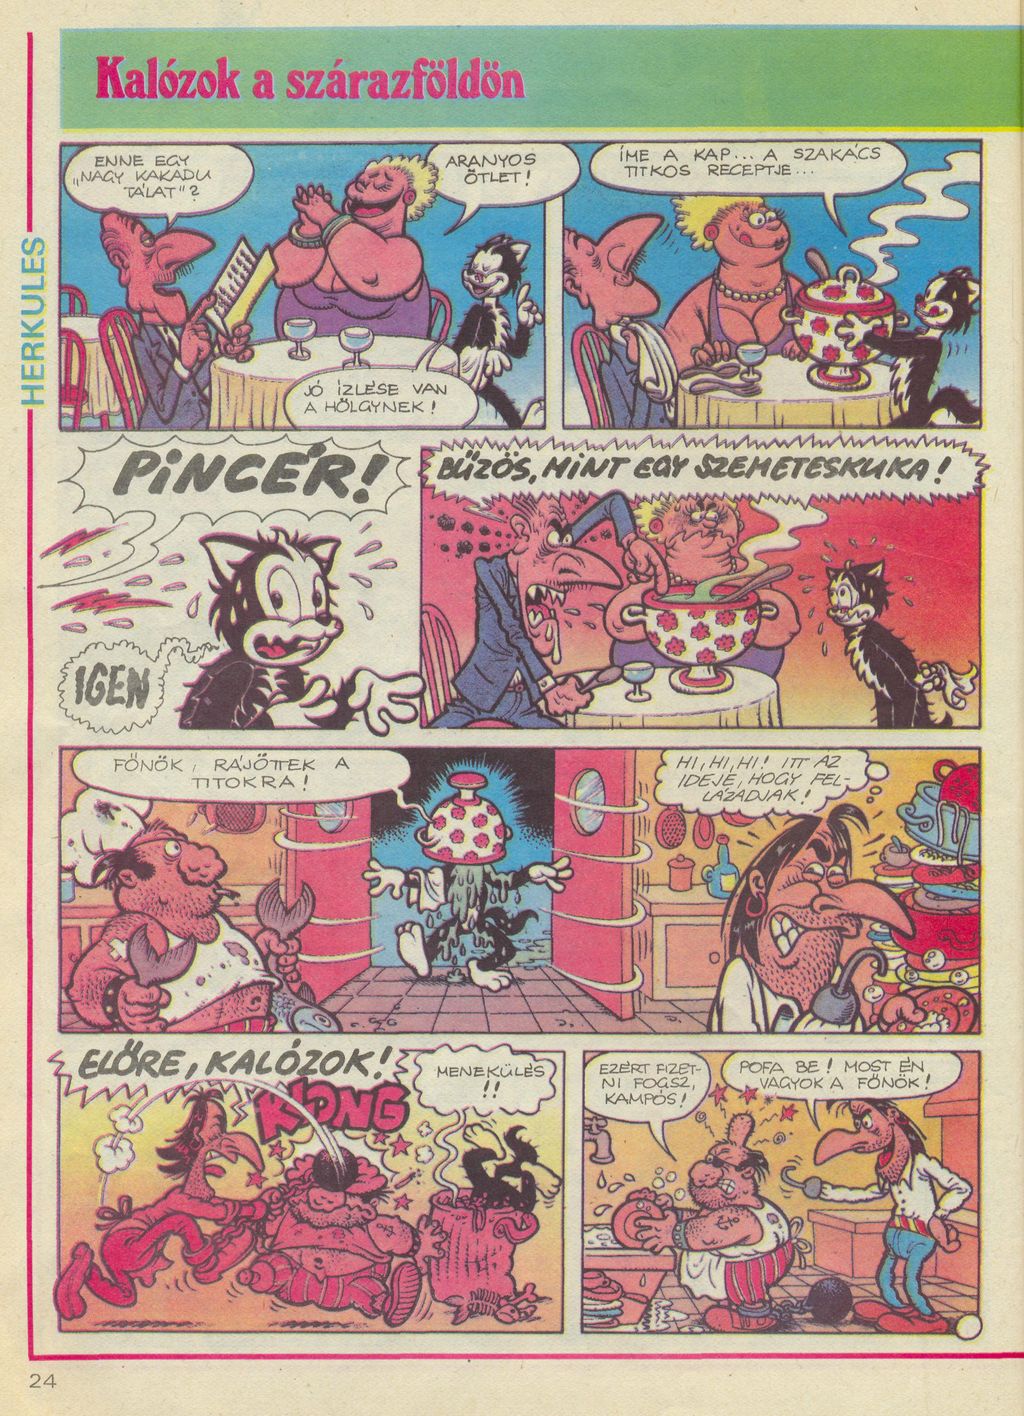 Kalózok a szárazföldön
HERKULES
ENNE EGY
„NAGY KAKADU
TÁLAT"?
ARANYOS
ÖTLET!
JÓ ÍZLÉSE VAN
A HÖLGYNEK!
ÍME A KAP... A SZAKÁCS
TITKOS RECEPTJE...
PINCÉR!
IGEN
BŰZÖS, MINT EGY SZEMETESKUKA!
FŐNÖK, RÁJÖTTEK A
TITOKRA!
HI, HI, HI! ITT AZ
IDEJE, HOGY FEL-
LÁZADJAK!
ELŐRE, KALÓZOK!
KLONG
MENEKÜLÉS
!!
EZÉRT FIZET-
NI FOGSZ,
KAMPÓS!
POFA BE! MOST ÉN
VAGYOK A FŐNÖK!
24